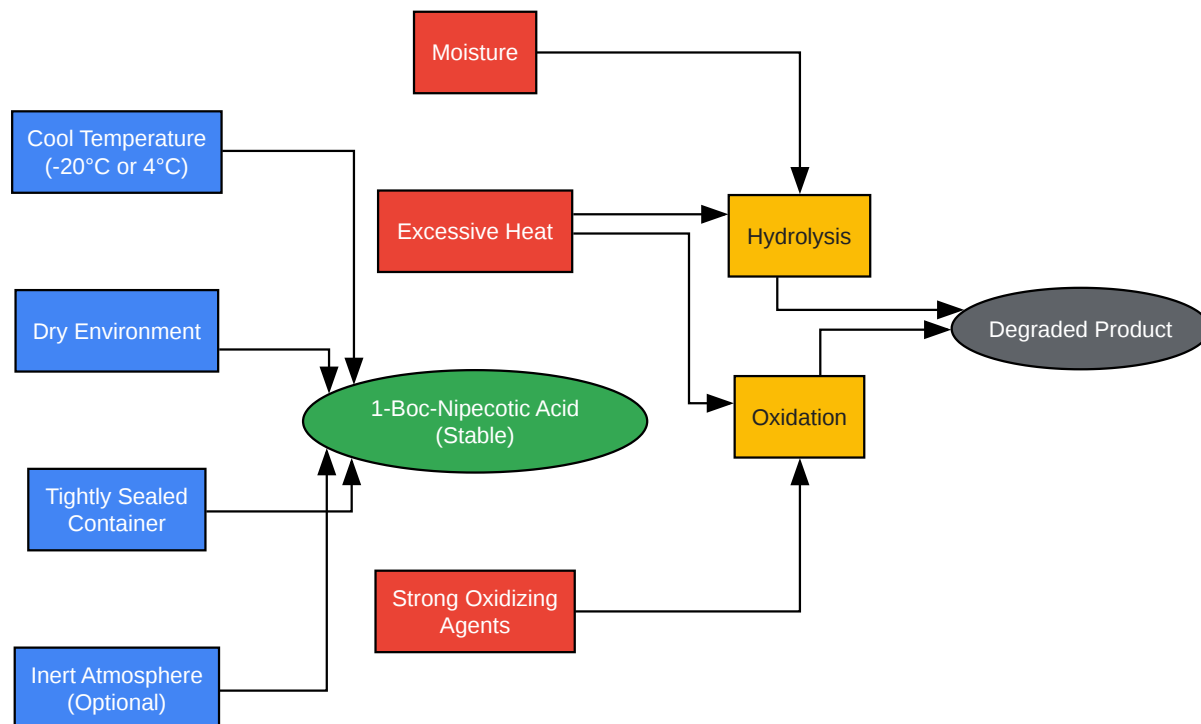 Moisture
Cool Temperature
(-20°C or 4°C)
Excessive Heat
Hydrolysis
Dry Environment
Degraded Product
1-Boc-Nipecotic Acid
(Stable)
Oxidation
Tightly Sealed
Container
Strong Oxidizing
Agents
Inert Atmosphere
(Optional)